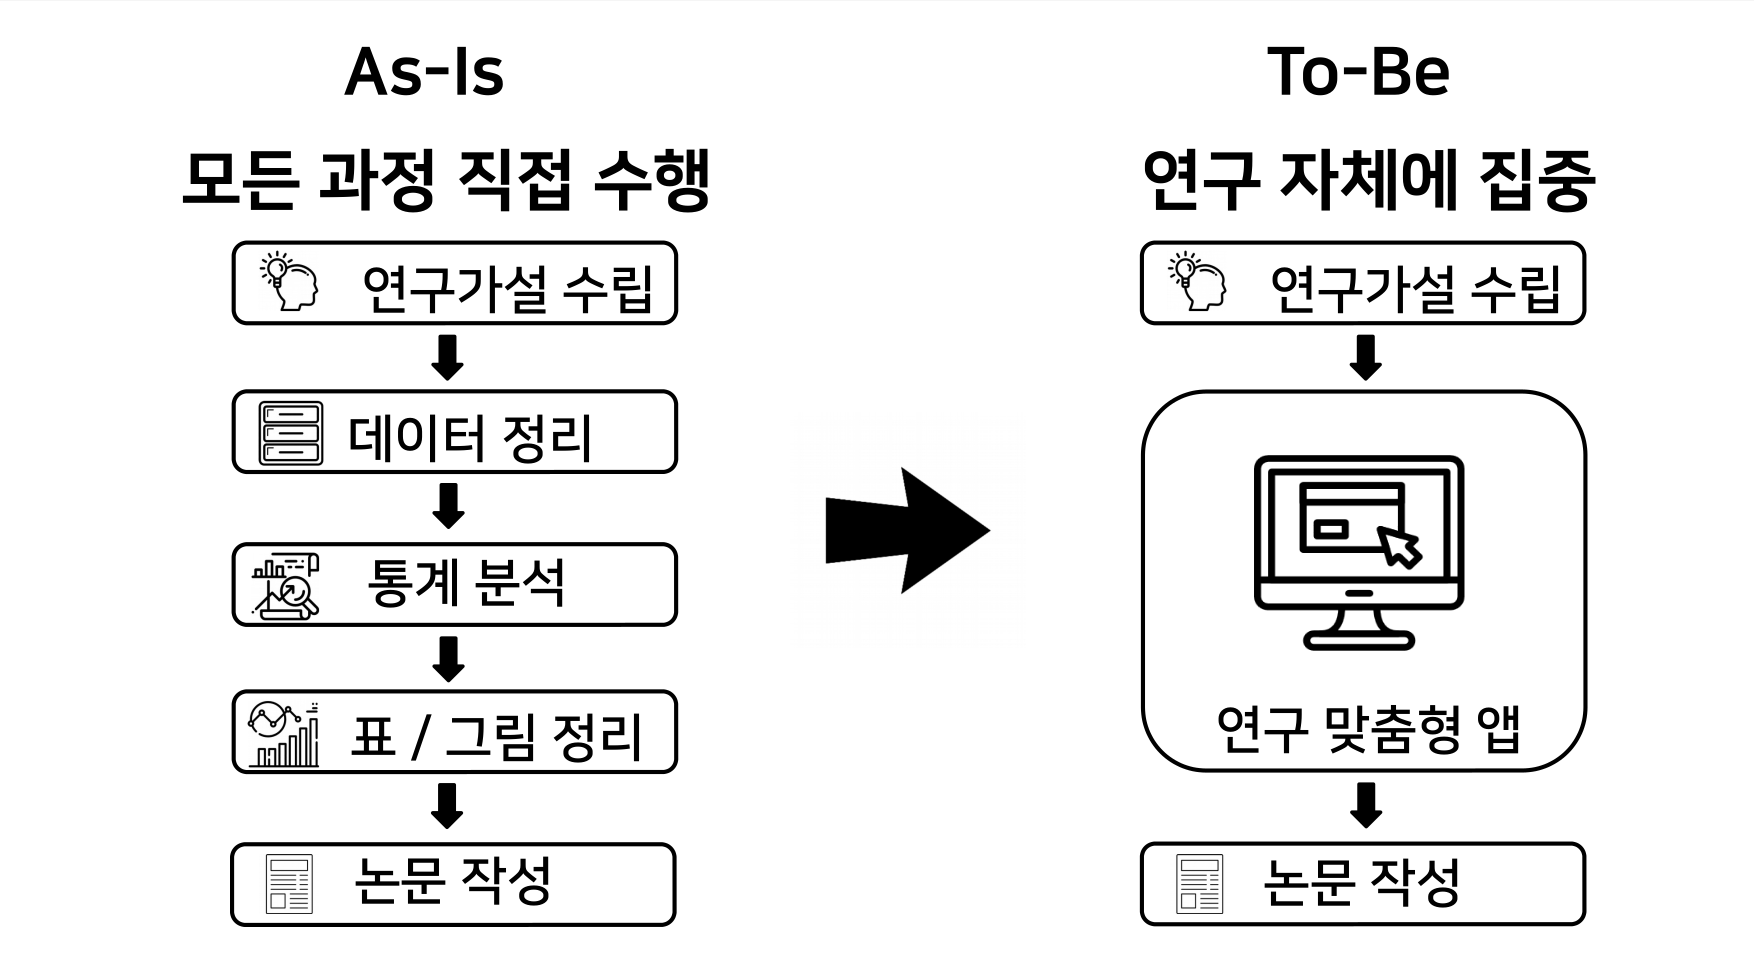 As-Is
모든 과정 직접 수행
연구가설 수립
데이터 정리
통계 분석
표 / 그림 정리
논문 작성
To-Be
연구 자체에 집중
연구가설 수립
연구 맞춤형 앱
논문 작성